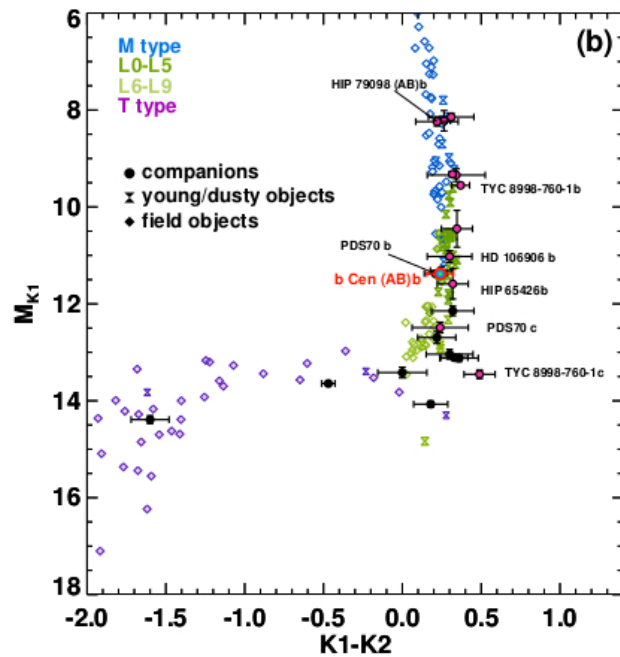 (b)
M type
L0-L5
L6-L9
T type
HIP 79098 (AB)b
companions
young/dusty objects
field objects
TYC 8998-760-1b
PDS70 b
HD 106906 b
b Cen (AB)b
HIP 65426b
PDS70 c
TYC 8998-760-1c
6
8
10
12
14
16
18
M_K1
-2.0 -1.5 -1.0 -0.5 0.0 0.5 1.0
K1-K2